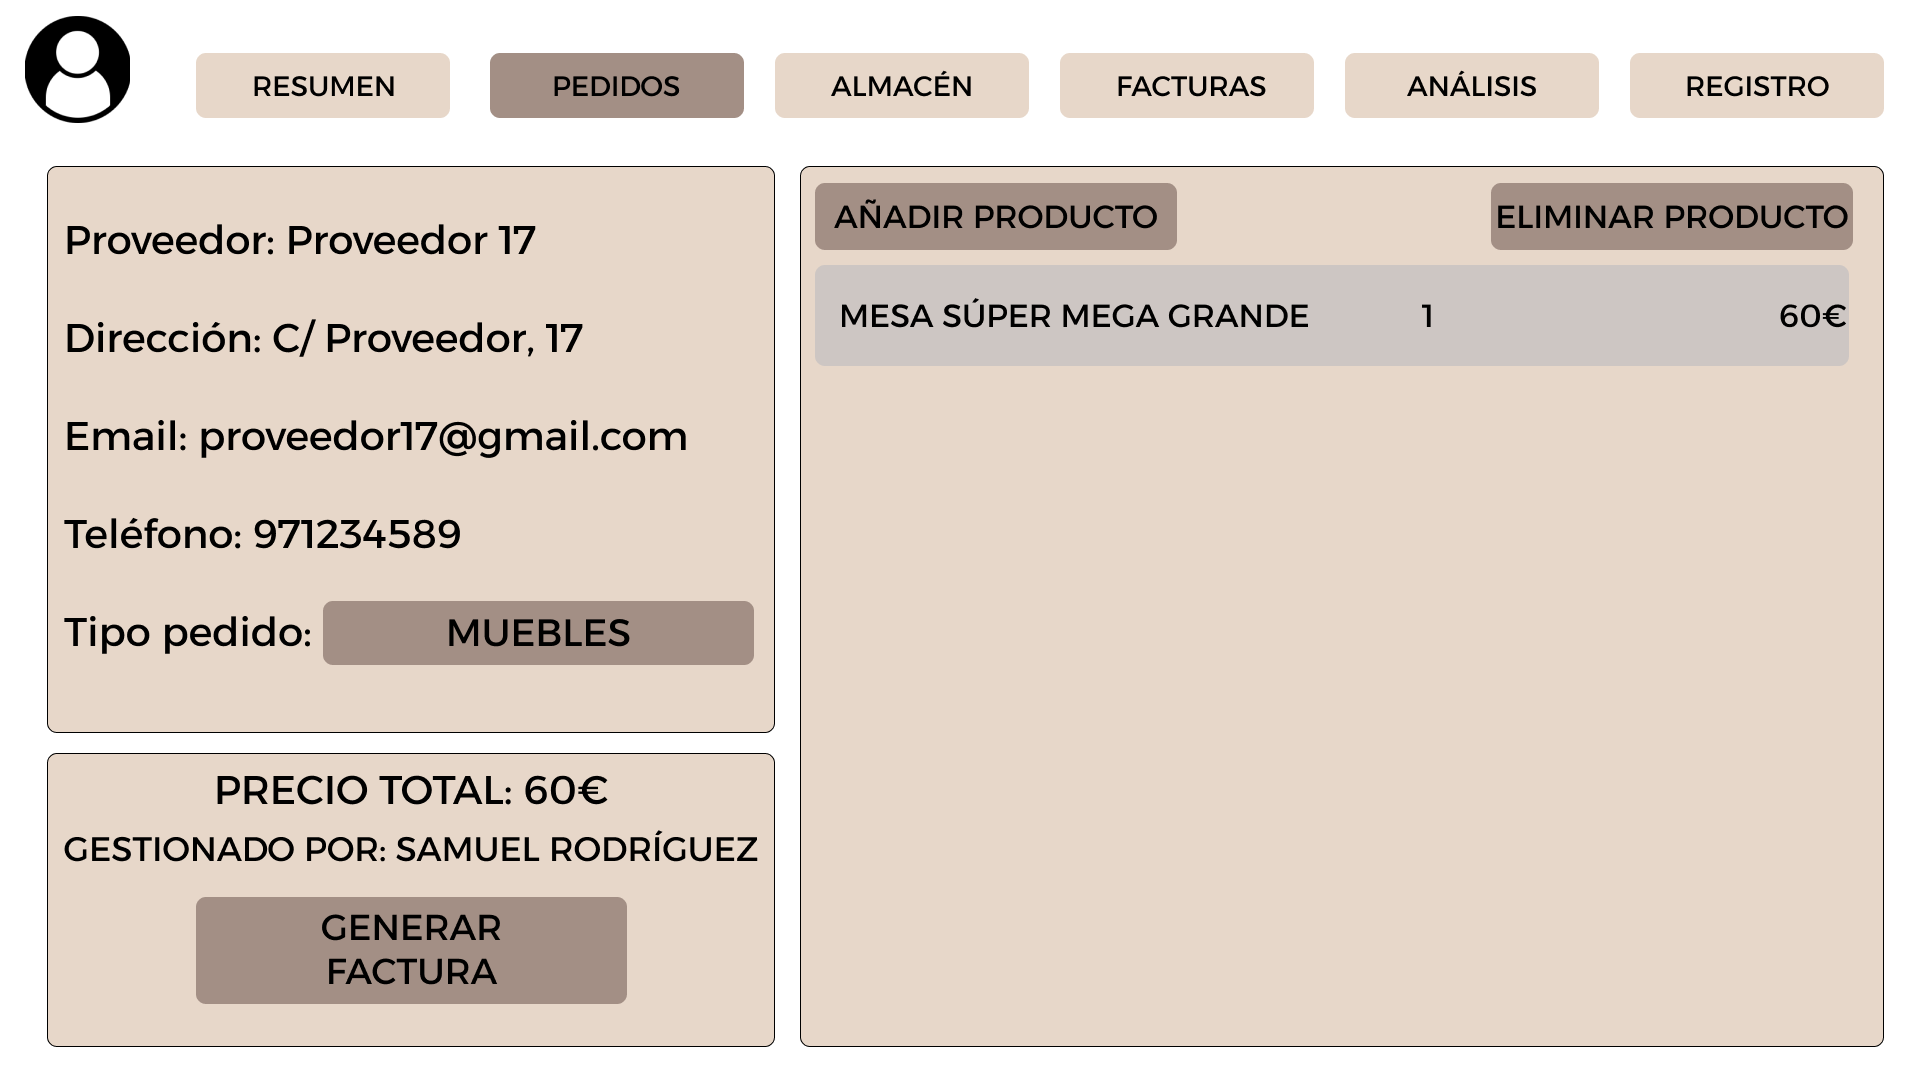 RESUMEN
PEDIDOS
ALMACÉN
FACTURAS
ANÁLISIS
REGISTRO
Proveedor: Proveedor 17
Dirección: C/ Proveedor, 17
Email: proveedor17@gmail.com
Teléfono: 971234589
Tipo pedido: MUEBLES
PRECIO TOTAL: 60€
GESTIONADO POR: SAMUEL RODRÍGUEZ
GENERAR
FACTURA
AÑADIR PRODUCTO
ELIMINAR PRODUCTO
MESA SÚPER MEGA GRANDE 1 60€